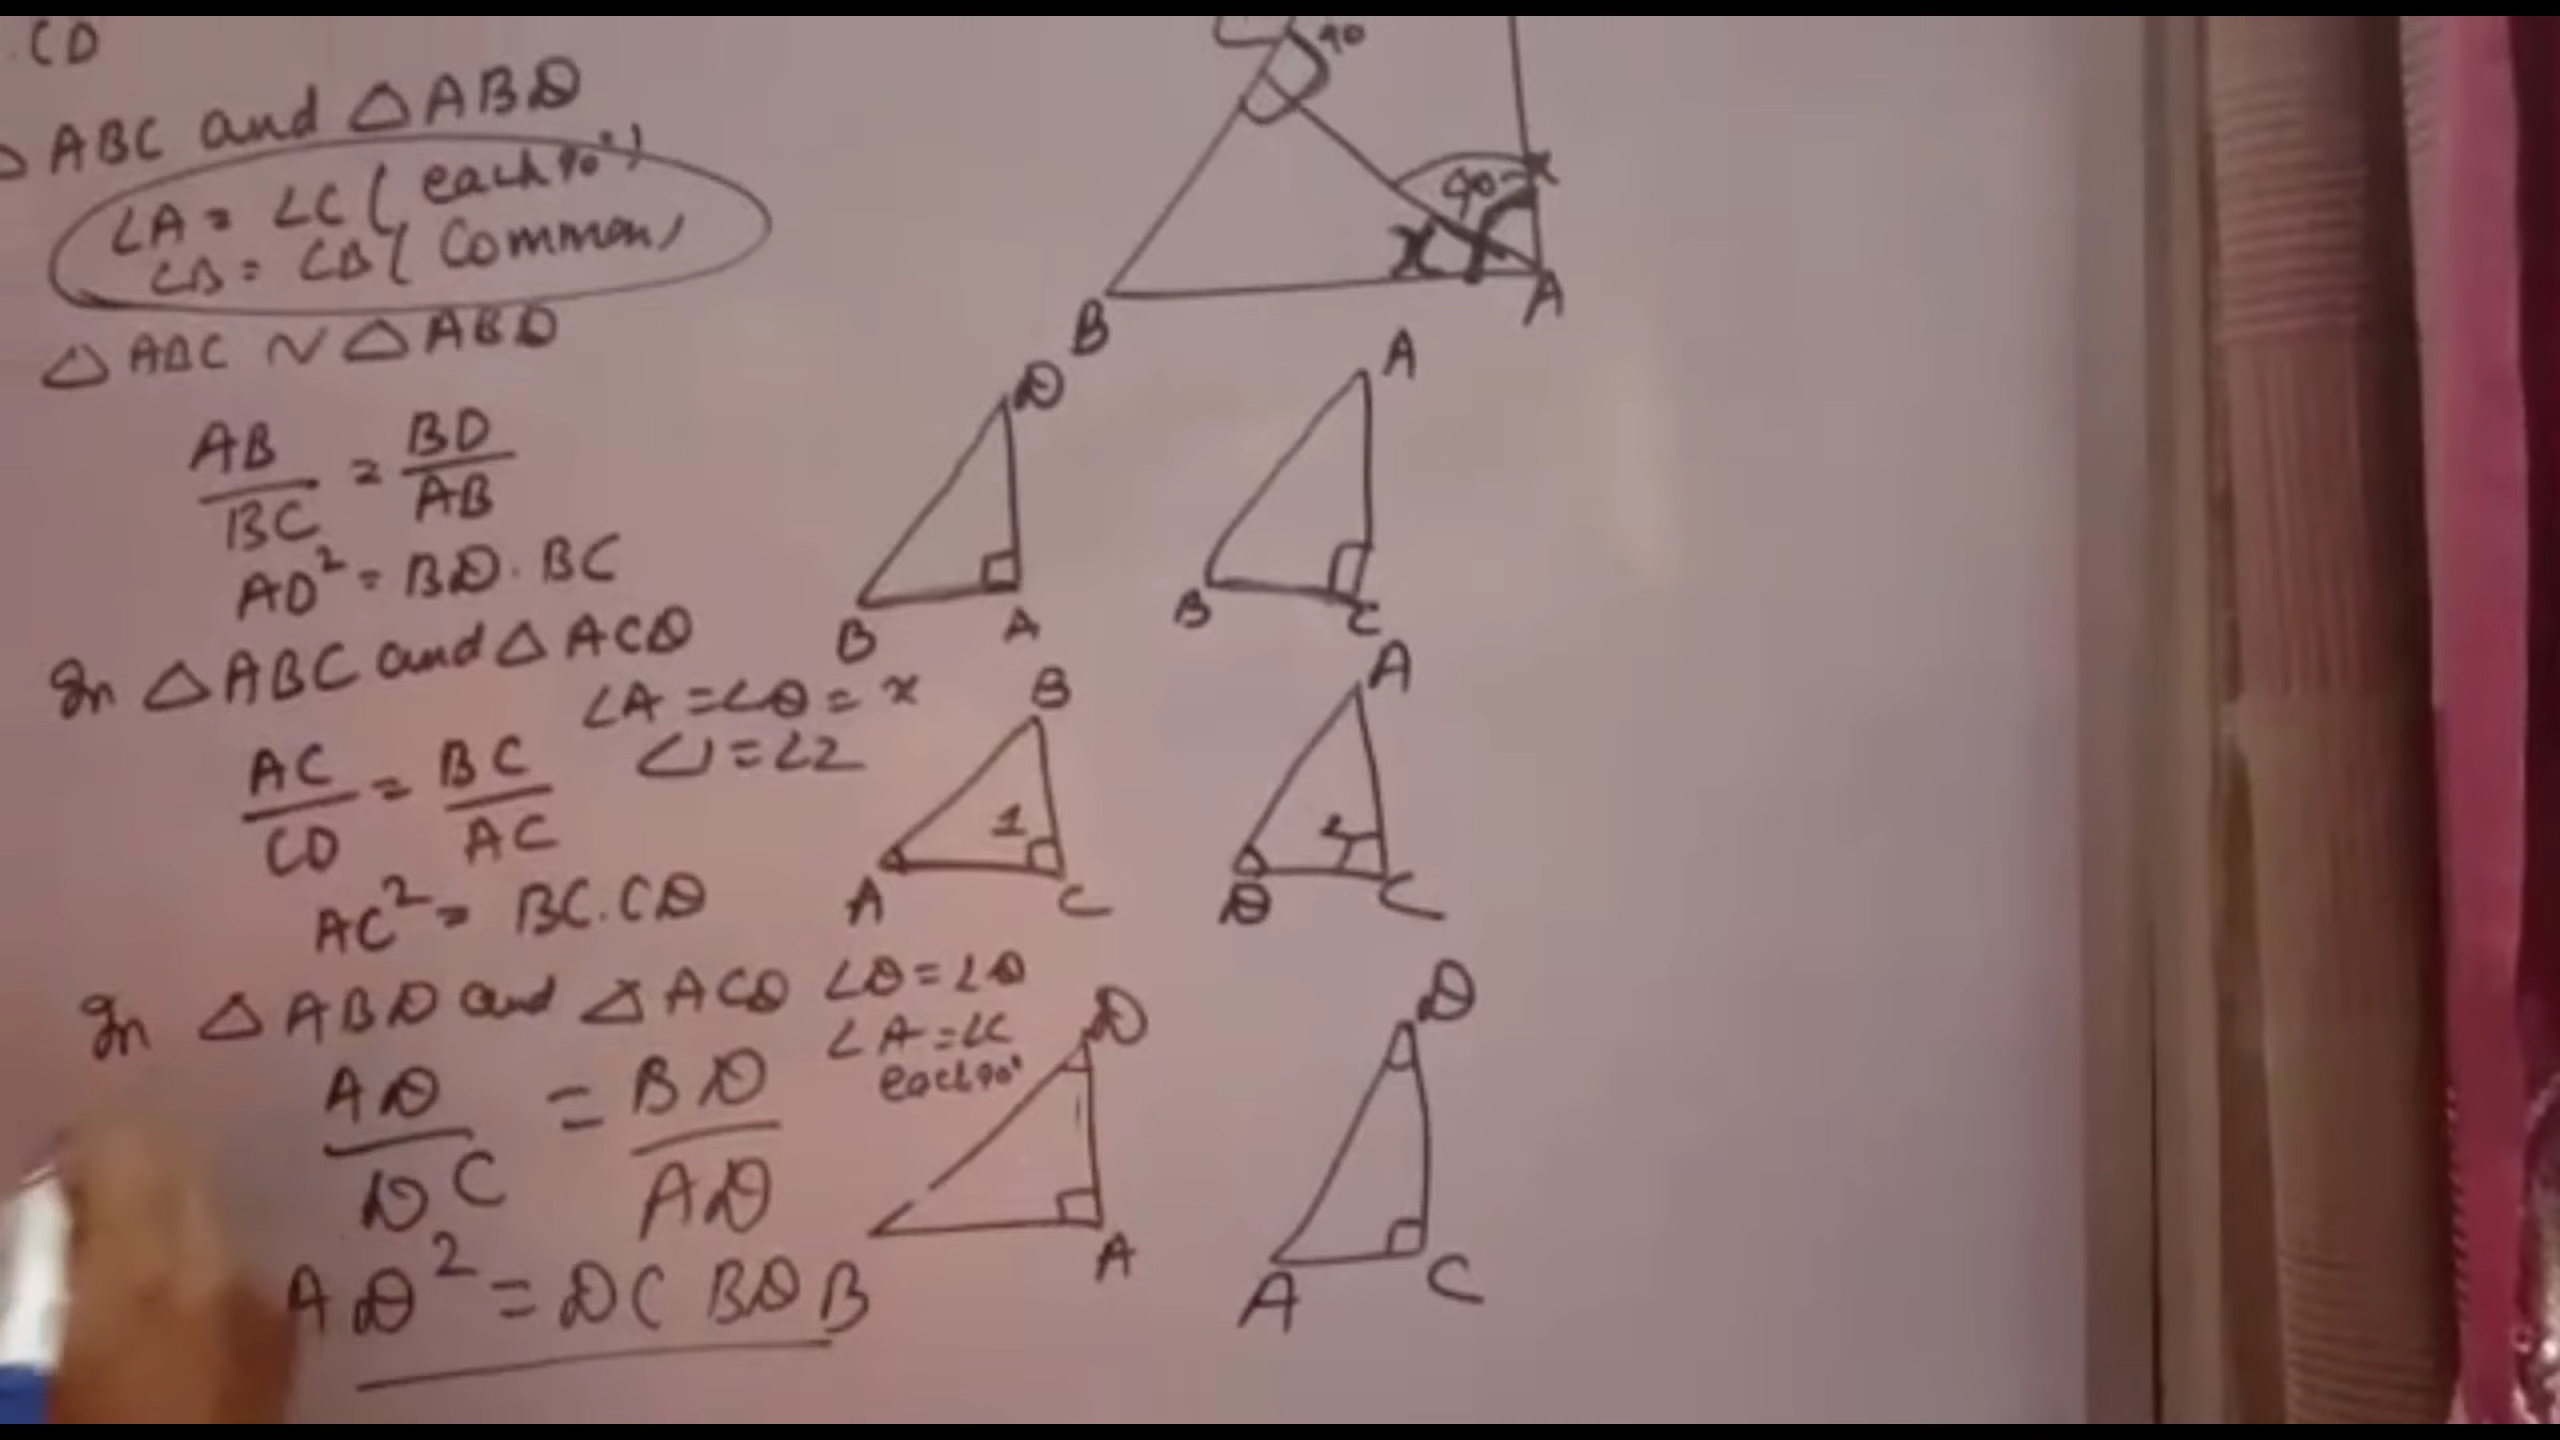 . CD
△ ABC and △ ABD
∠A = ∠C ( each 90° )
∠B = ∠B ( Common )
△ ABC ~ △ ABD
AB/BC = BD/AB
AD² = BD . BC
In △ ABC and △ ACD
∠A = ∠D = x
∠1 = ∠2
AC/CD = BC/AC
AC² = BC . CD
In △ ABD and △ ACD ∠D = ∠D
∠A = ∠C
each 90°
AD/DC = BD/AD
AD² = DC BD B
90
90-x
x
B
A
D
A
B
A
B
C
B
A
1
A
C
D
2
C
D
A
D
A
C